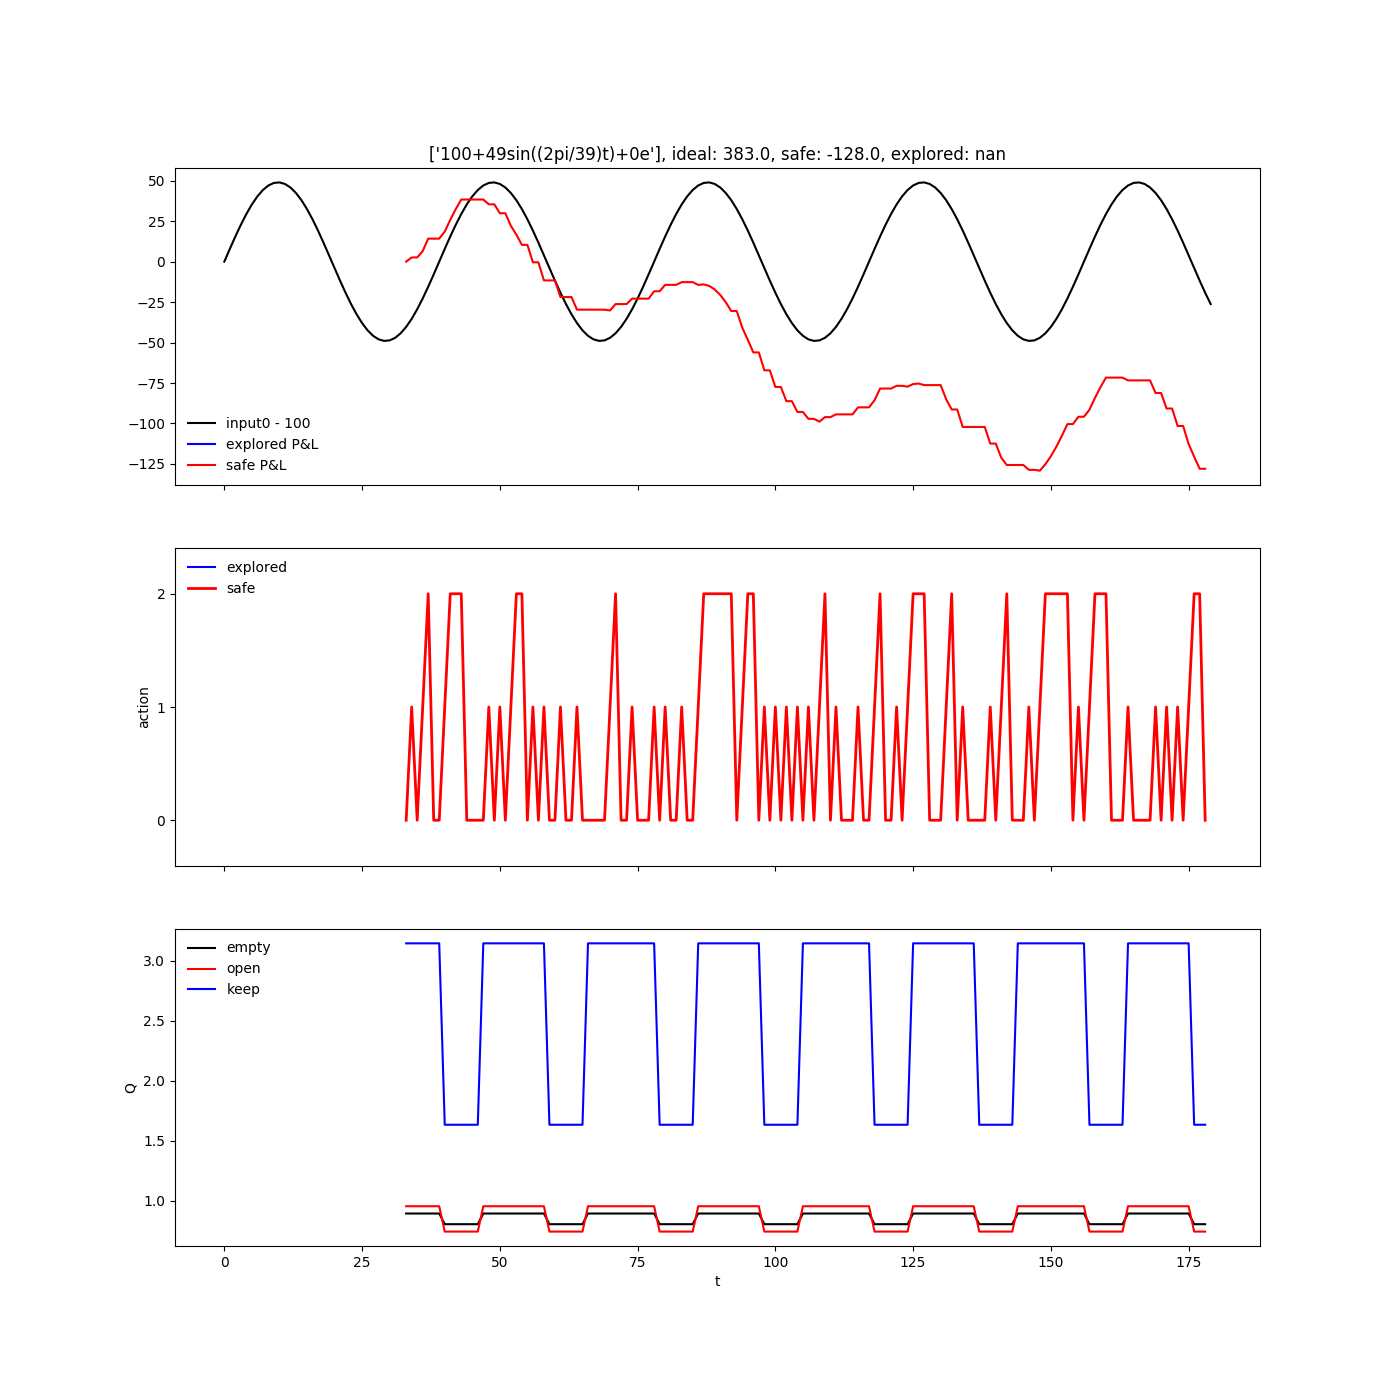 ['100+49sin((2pi/39)t)+0e'], ideal: 383.0, safe: -128.0, explored: nan
50
25
0
−25
−50
−75
−100
−125
input0 - 100
explored P&L
safe P&L
action
2
1
0
explored
safe
Q
3.0
2.5
2.0
1.5
1.0
empty
open
keep
0 25 50 75 100 125 150 175
t